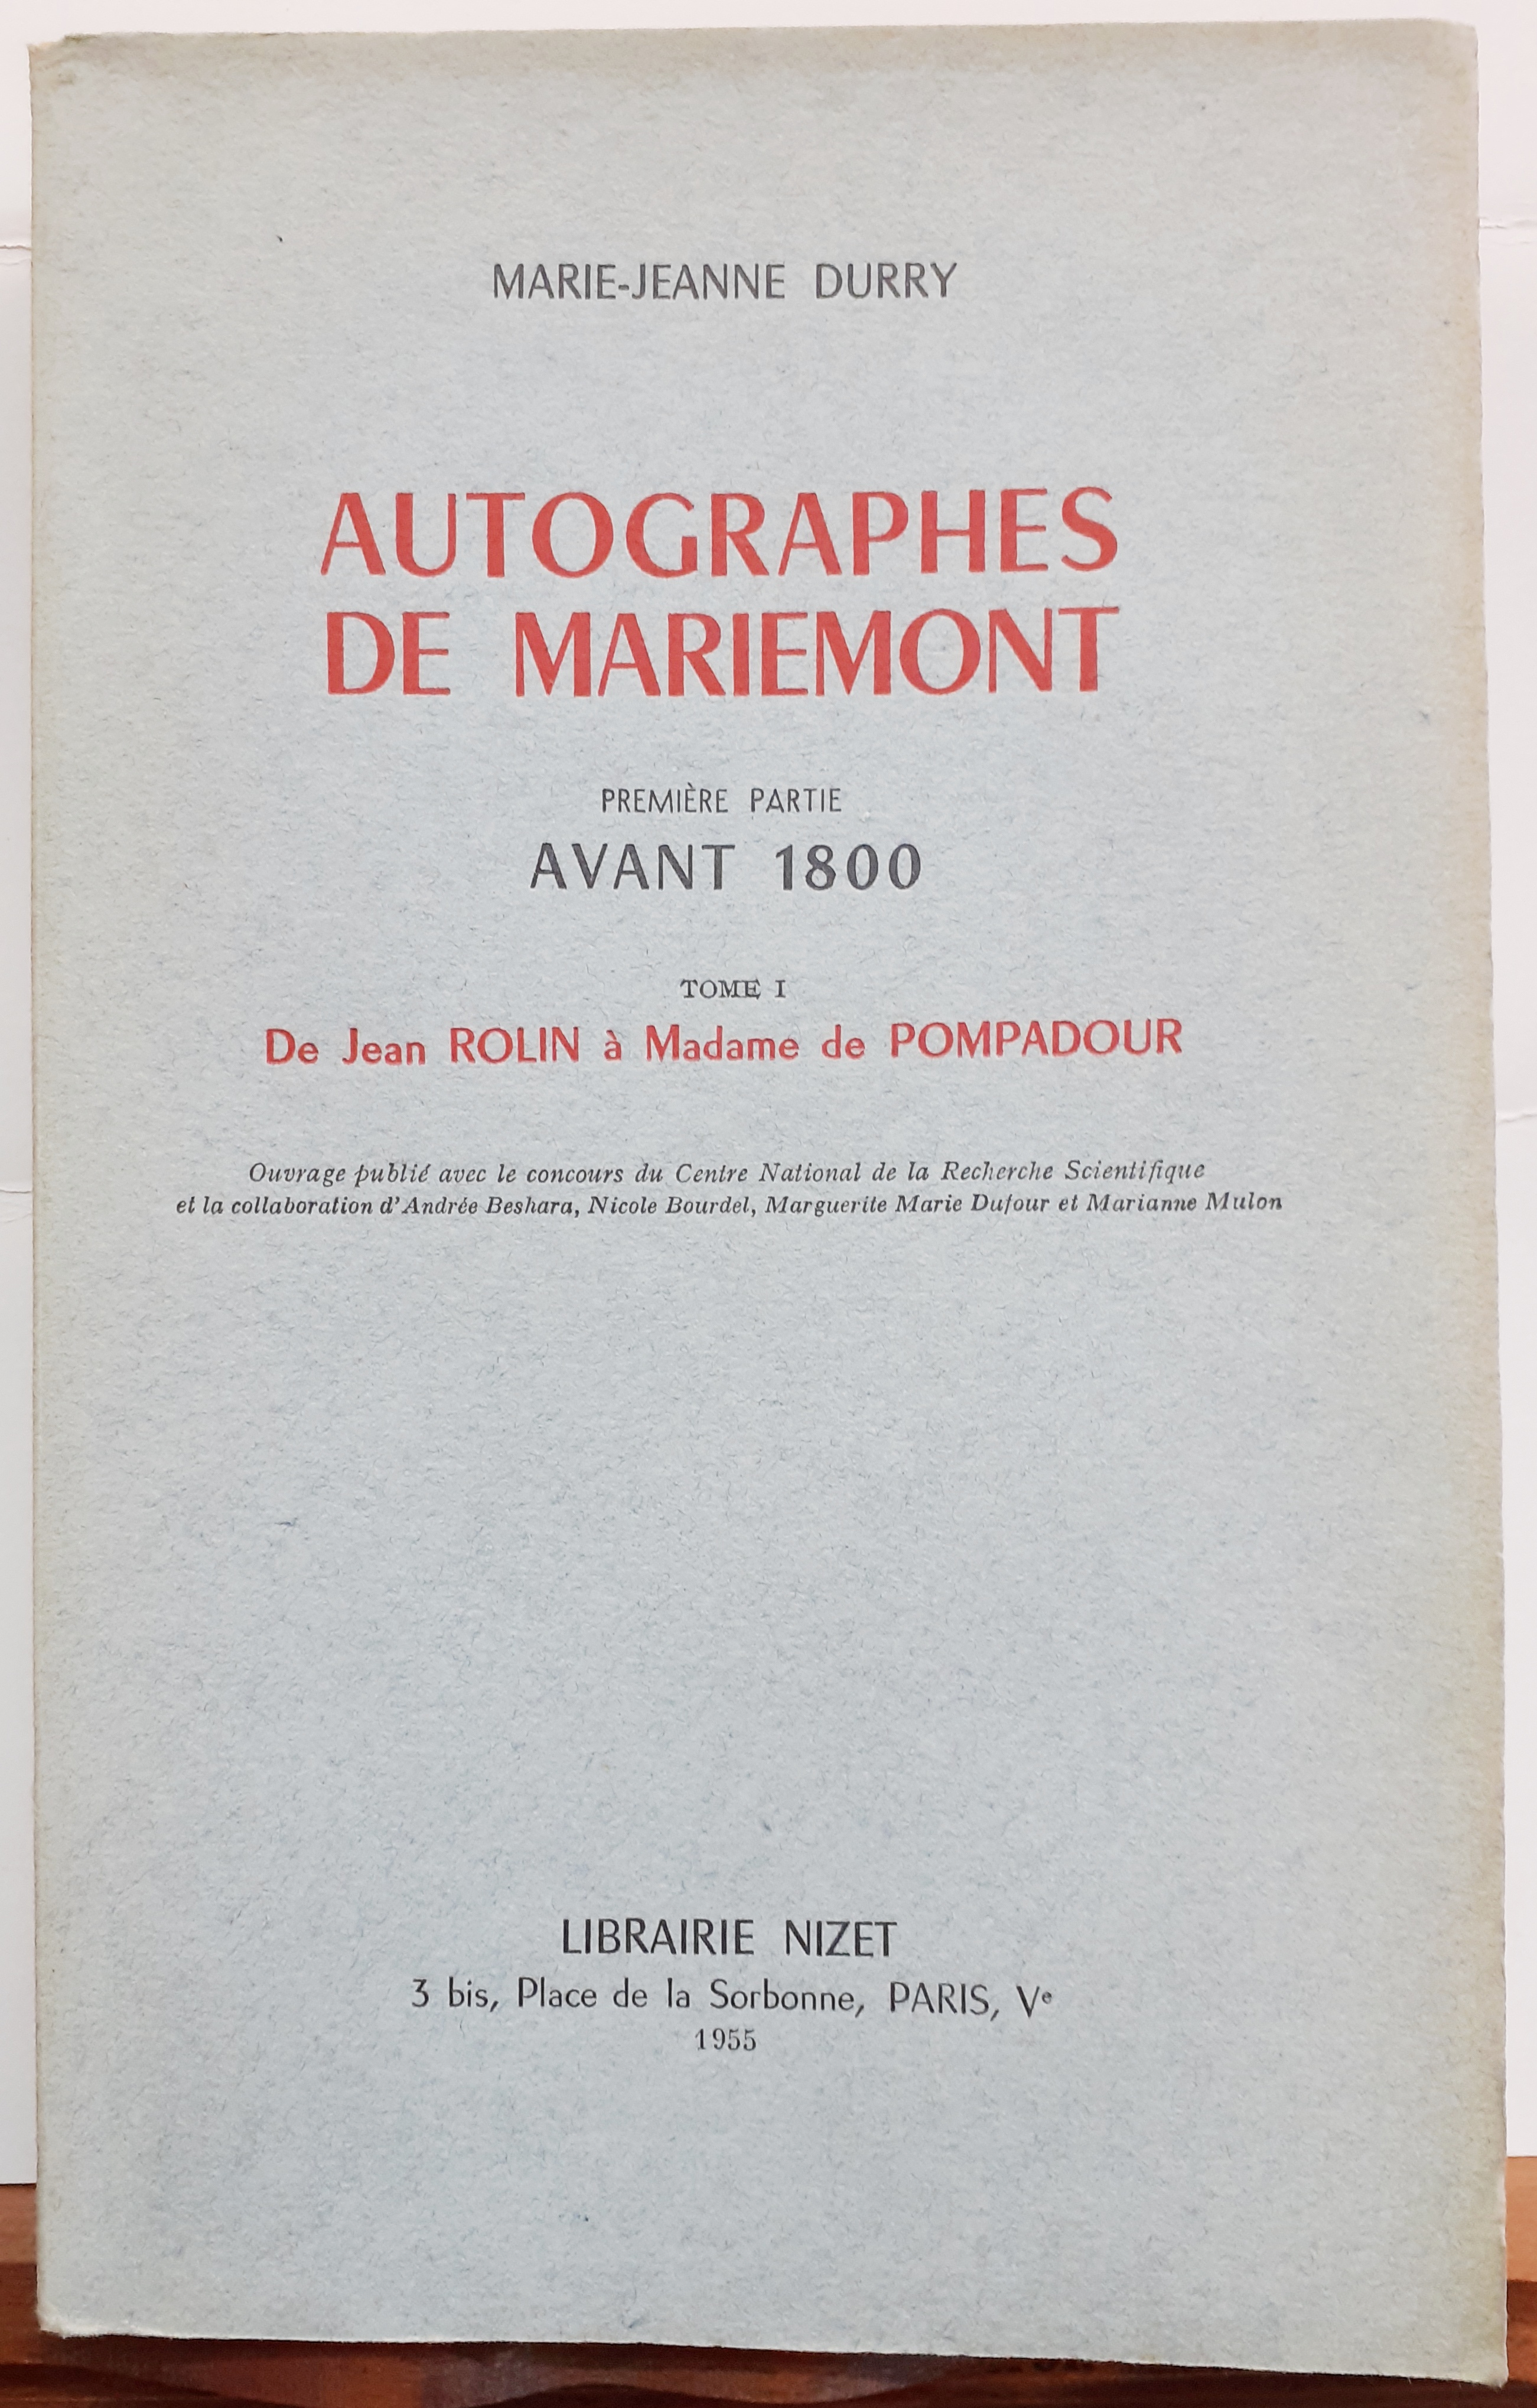 MARIE-JEANNE DURRY
AUTOGRAPHES
DE MARIEMONT
PREMIÈRE PARTIE
AVANT 1800
TOME I
De Jean ROLIN à Madame de POMPADOUR
Ouvrage publié avec le concours du Centre National de la Recherche Scientifique
et la collaboration d'Andrée Beshara, Nicole Bourdel, Marguerite Marie Dufour et Marianne Mulon
LIBRAIRIE NIZET
3 bis, Place de la Sorbonne, PARIS, Ve
1955